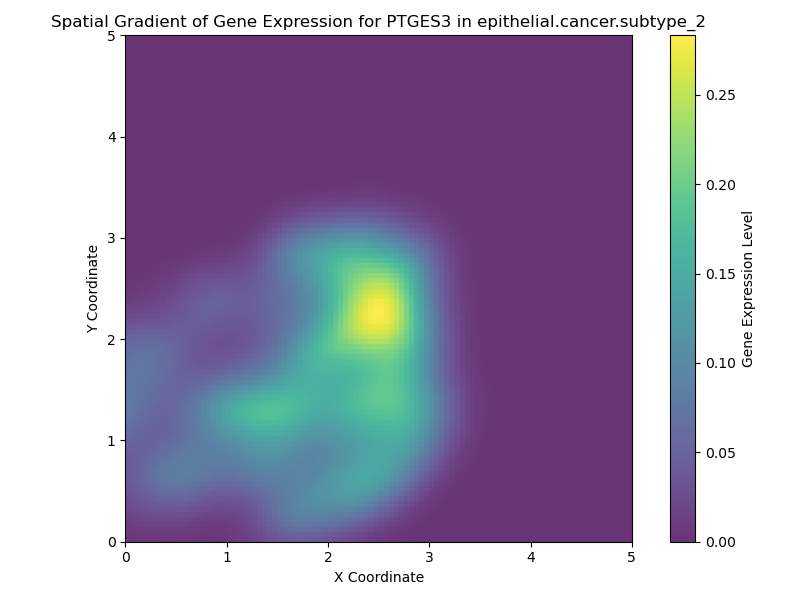 Spatial Gradient of Gene Expression for PTGES3 in epithelial.cancer.subtype_2
5
4
3
2
1
0
0 1 2 3 4 5
X Coordinate
Y Coordinate
0.25
0.20
0.15
0.10
0.05
0.00
Gene Expression Level